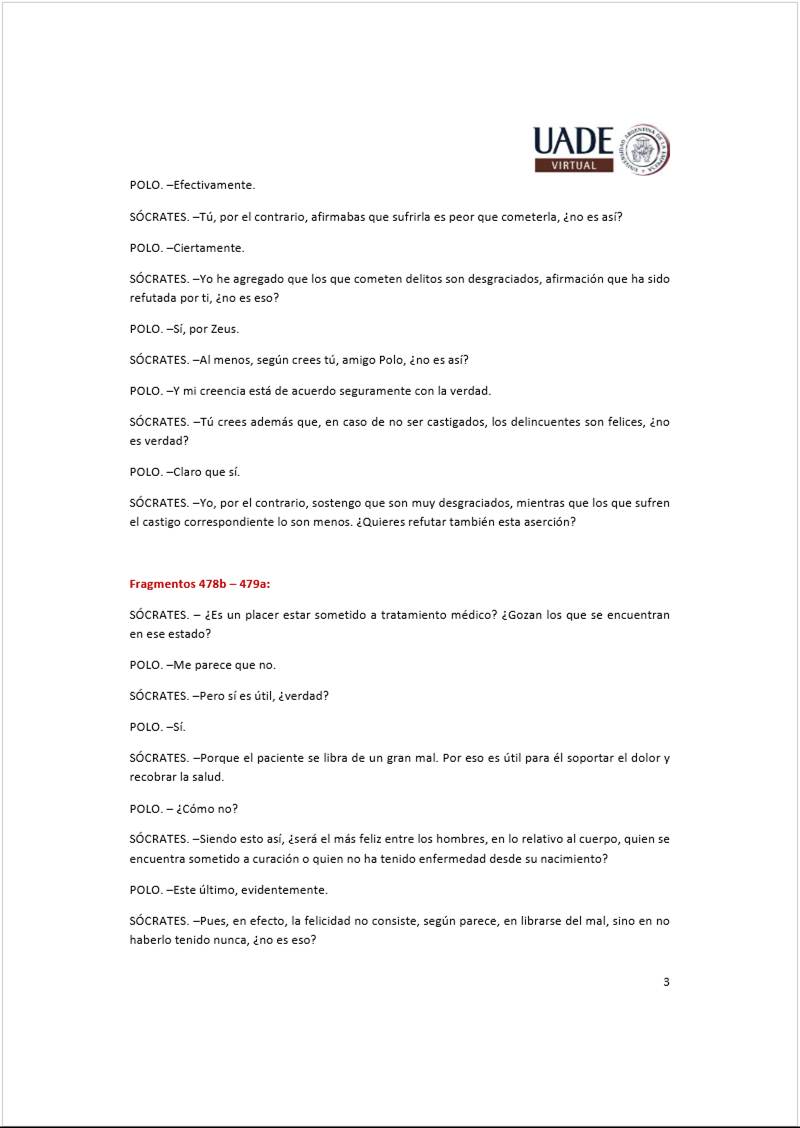 UADE
VIRTUAL
POLO. –Efectivamente.
SÓCRATES. –Tú, por el contrario, afirmabas que sufrirla es peor que cometerla, ¿no es así?
POLO. –Ciertamente.
SÓCRATES. –Yo he agregado que los que cometen delitos son desgraciados, afirmación que ha sido
refutada por ti, ¿no es eso?
POLO. –Sí, por Zeus.
SÓCRATES. –Al menos, según crees tú, amigo Polo, ¿no es así?
POLO. –Y mi creencia está de acuerdo seguramente con la verdad.
SÓCRATES. –Tú crees además que, en caso de no ser castigados, los delincuentes son felices, ¿no
es verdad?
POLO. –Claro que sí.
SÓCRATES. –Yo, por el contrario, sostengo que son muy desgraciados, mientras que los que sufren
el castigo correspondiente lo son menos. ¿Quieres refutar también esta aserción?
Fragmentos 478b – 479a:
SÓCRATES. – ¿Es un placer estar sometido a tratamiento médico? ¿Gozan los que se encuentran
en ese estado?
POLO. –Me parece que no.
SÓCRATES. –Pero sí es útil, ¿verdad?
POLO. –Sí.
SÓCRATES. –Porque el paciente se libra de un gran mal. Por eso es útil para él soportar el dolor y
recobrar la salud.
POLO. – ¿Cómo no?
SÓCRATES. –Siendo esto así, ¿será el más feliz entre los hombres, en lo relativo al cuerpo, quien se
encuentra sometido a curación o quien no ha tenido enfermedad desde su nacimiento?
POLO. –Este último, evidentemente.
SÓCRATES. –Pues, en efecto, la felicidad no consiste, según parece, en librarse del mal, sino en no
haberlo tenido nunca, ¿no es eso?
3